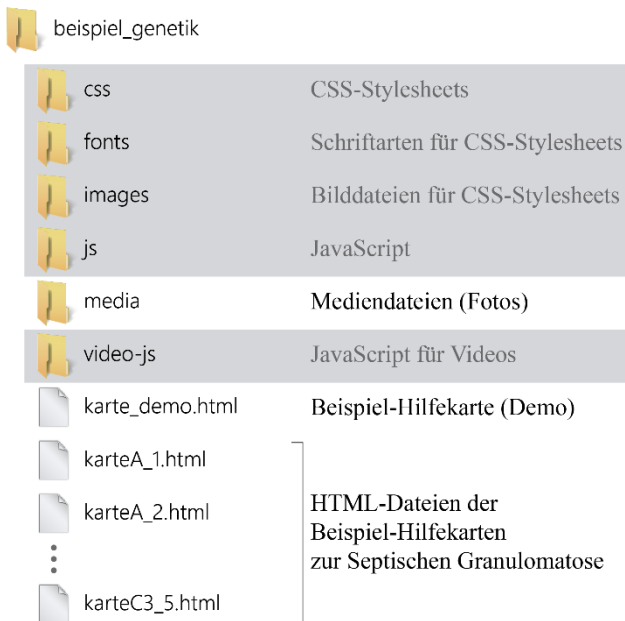 beispiel_genetik
css CSS-Stylesheets
fonts Schriftarten für CSS-Stylesheets
images Bilddateien für CSS-Stylesheets
js JavaScript
media Mediendateien (Fotos)
video-js JavaScript für Videos
karte_demo.html Beispiel-Hilfekarte (Demo)
karteA_1.html
karteA_2.html
HTML-Dateien der
Beispiel-Hilfekarten
zur Septischen Granulomatose
karteC3_5.html